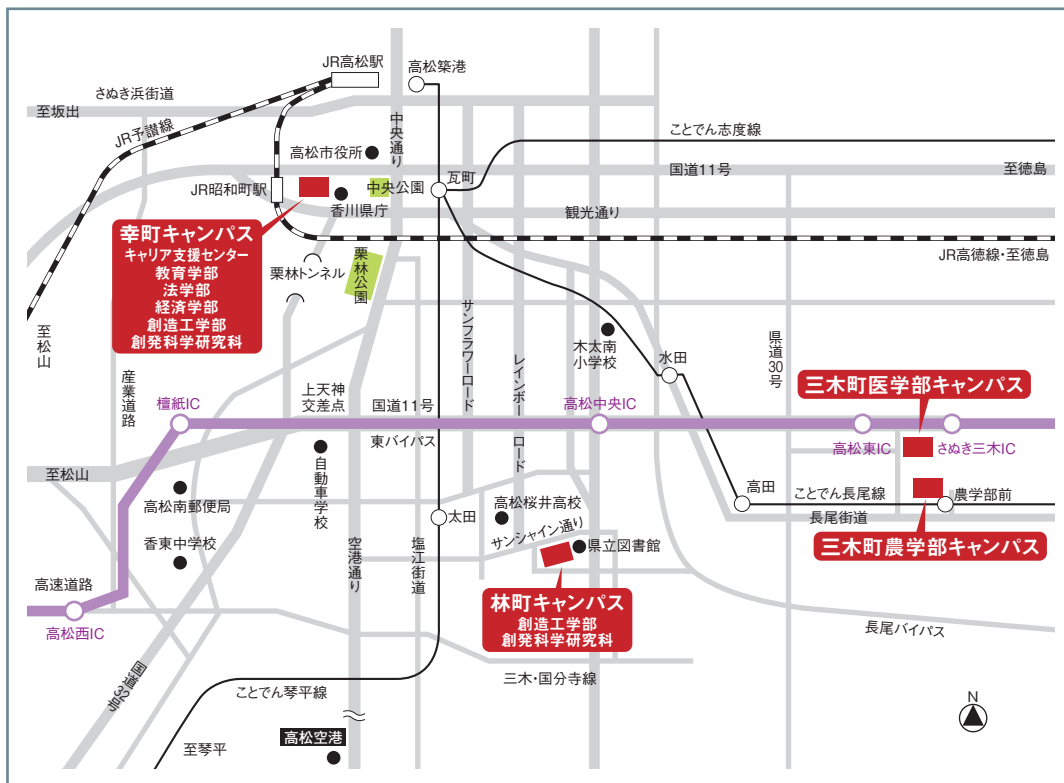 JR高松駅
高松築港
さぬき浜街道
至坂出
JR予讃線
中央通り
ことでん志度線
高松市役所
国道11号
至徳島
JR昭和町駅
中央公園
瓦町
香川県庁
観光通り
幸町キャンパス
キャリア支援センター
教育学部
法学部
経済学部
創造工学部
創発科学研究科
JR高徳線・至徳島
栗林トンネル
栗林公園
サンフラワーロード
レインボーロード
木太南
小学校
水田
県道30号
至松山
産業道路
三木町医学部キャンパス
檀紙IC
上天神
交差点
国道11号
高松中央IC
東バイパス
高松東IC
さぬき三木IC
至松山
自動車学校
高松南郵便局
高田
ことでん長尾線
農学部前
長尾街道
太田
高松桜井高校
サンシャイン通り
県立図書館
三木町農学部キャンパス
香東中学校
空港通り
塩江街道
高速道路
高松西IC
林町キャンパス
創造工学部
創発科学研究科
長尾バイパス
国道32号
三木・国分寺線
ことでん琴平線
至琴平
高松空港
N